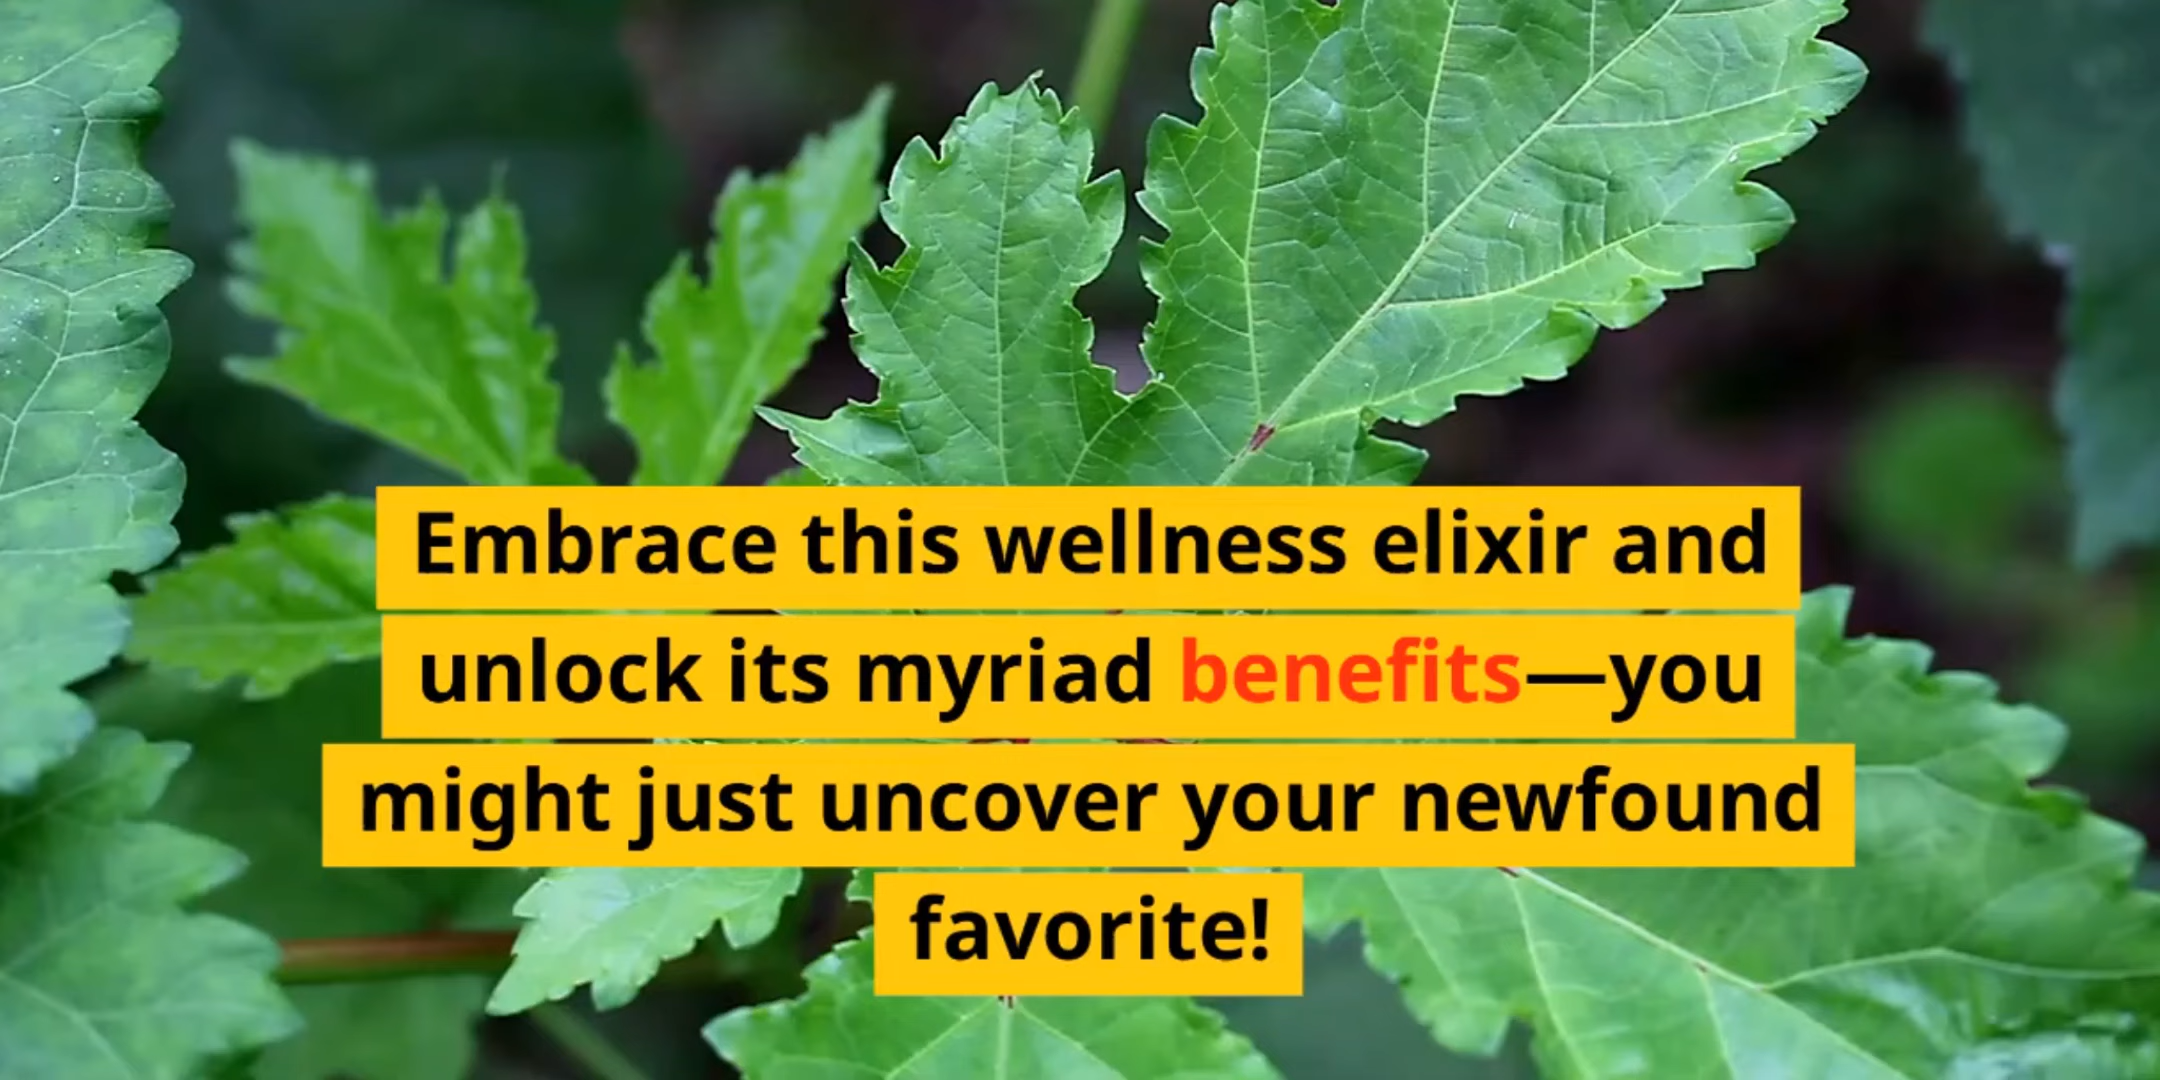 Embrace this wellness elixir and
unlock its myriad benefits—you
might just uncover your newfound
favorite!